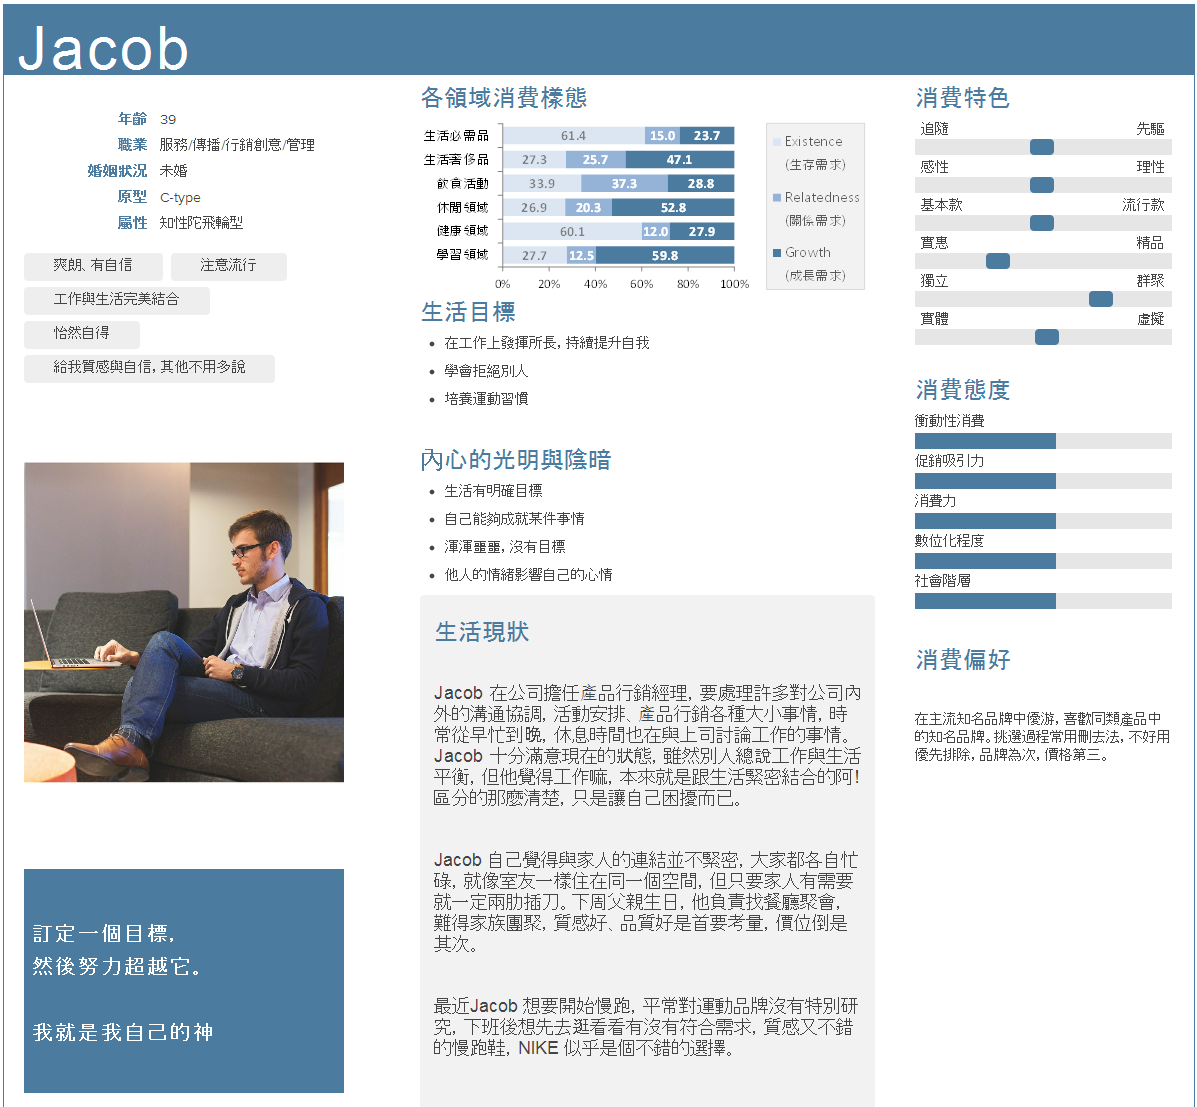 Jacob
年齡 39
職業 服務/傳播/行銷創意/管理
婚姻狀況 未婚
原型 C-type
屬性 知性陀飛輪型
爽朗、有自信 注意流行
工作與生活完美結合
怡然自得
給我質感與自信, 其他不用多說
訂定一個目標,
然後努力超越它。
我就是我自己的神
各領域消費樣態
生活必需品 61.4 15.0 23.7
生活奢侈品 27.3 25.7 47.1
飲食活動 33.9 37.3 28.8
休閒領域 26.9 20.3 52.8
健康領域 60.1 12.0 27.9
學習領域 27.7 12.5 59.8
0% 20% 40% 60% 80% 100%
Existence
(生存需求)
Relatedness
(關係需求)
Growth
(成長需求)
生活目標
在工作上發揮所長, 持續提升自我
學會拒絕別人
培養運動習慣
內心的光明與陰暗
生活有明確目標
自己能夠成就某件事情
渾渾噩噩, 沒有目標
他人的情緒影響自己的心情
生活現狀
Jacob 在公司擔任產品行銷經理, 要處理許多對公司內
外的溝通協調, 活動安排、產品行銷各種大小事情, 時
常從早忙到晚, 休息時間也在與上司討論工作的事情。
Jacob 十分滿意現在的狀態, 雖然別人總說工作與生活
平衡, 但他覺得工作嘛, 本來就是跟生活緊密結合的阿!
區分的那麼清楚, 只是讓自己困擾而已。
Jacob 自己覺得與家人的連結並不緊密, 大家都各自忙
碌, 就像室友一樣住在同一個空間, 但只要家人有需要
就一定兩肋插刀。下周父親生日, 他負責找餐廳聚會,
難得家族團聚, 質感好、品質好是首要考量, 價位倒是
其次。
最近Jacob 想要開始慢跑, 平常對運動品牌沒有特別研
究, 下班後想先去逛看看有沒有符合需求, 質感又不錯
的慢跑鞋, NIKE 似乎是個不錯的選擇。
消費特色
追隨 先驅
感性 理性
基本款 流行款
實惠 精品
獨立 群聚
實體 虛擬
消費態度
衝動性消費
促銷吸引力
消費力
數位化程度
社會階層
消費偏好
在主流知名品牌中優游, 喜歡同類產品中
的知名品牌。挑選過程常用刪去法, 不好用
優先排除, 品牌為次, 價格第三。